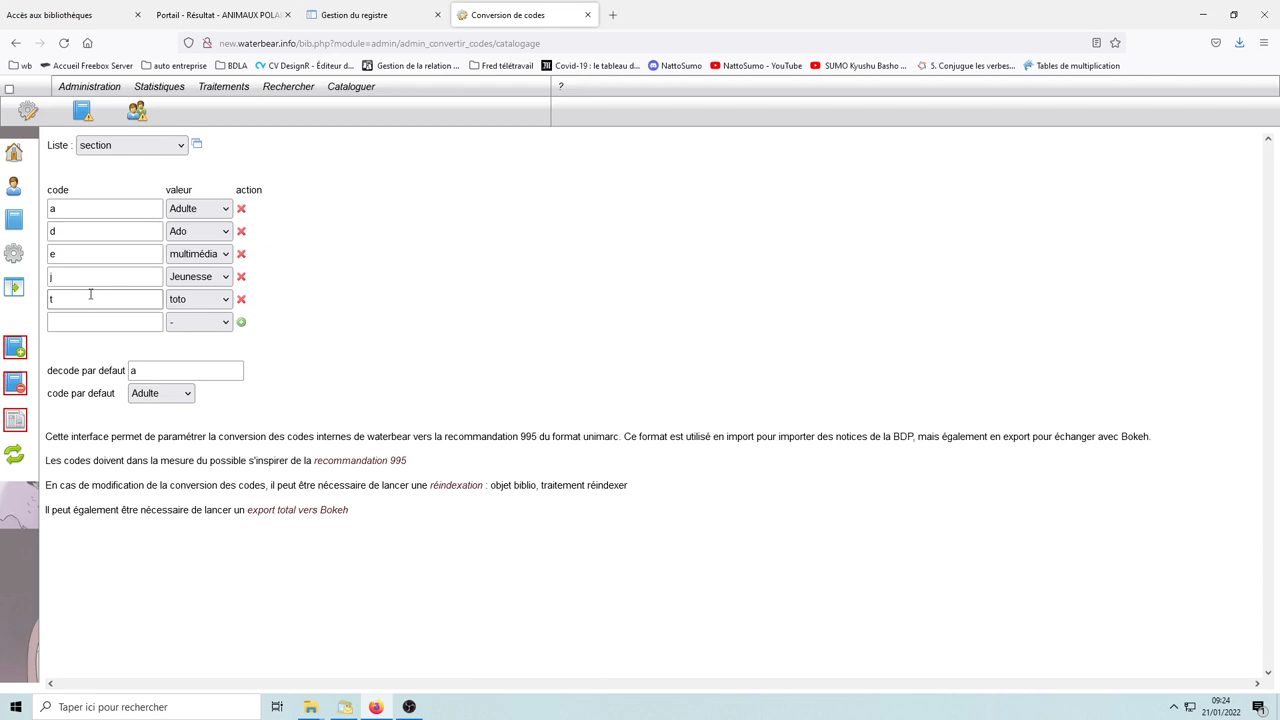 Accès aux bibliothèques
Portail - Résultat - ANIMAUX POLAI
Gestion du registre
Conversion de codes
new.waterbear.info/bib.php?module=admin/admin_convertir_codes/catalogage
wb
Accueil Freebox Server
auto entreprise
BDLA
CV DesignR - Éditeur d...
Gestion de la relation ...
Fred télétravail
Covid-19 : le tableau d...
NattoSumo
NattoSumo - YouTube
SUMO Kyushu Basho ...
5. Conjugue les verbes...
Tables de multiplication
Administration
Statistiques
Traitements
Rechercher
Cataloguer
?
Liste : section
code valeur action
a Adulte
d Ado
e multimédia
j Jeunesse
t toto
-
decode par defaut a
code par defaut Adulte
Cette interface permet de paramétrer la conversion des codes internes de waterbear vers la recommandation 995 du format unimarc. Ce format est utilisé en import pour importer des notices de la BDP, mais également en export pour échanger avec Bokeh.
Les codes doivent dans la mesure du possible s'inspirer de la recommandation 995
En cas de modification de la conversion des codes, il peut être nécessaire de lancer une réindexation : objet biblio, traitement réindexer
Il peut également être nécessaire de lancer un export total vers Bokeh
Taper ici pour rechercher
09:24
21/01/2022
1